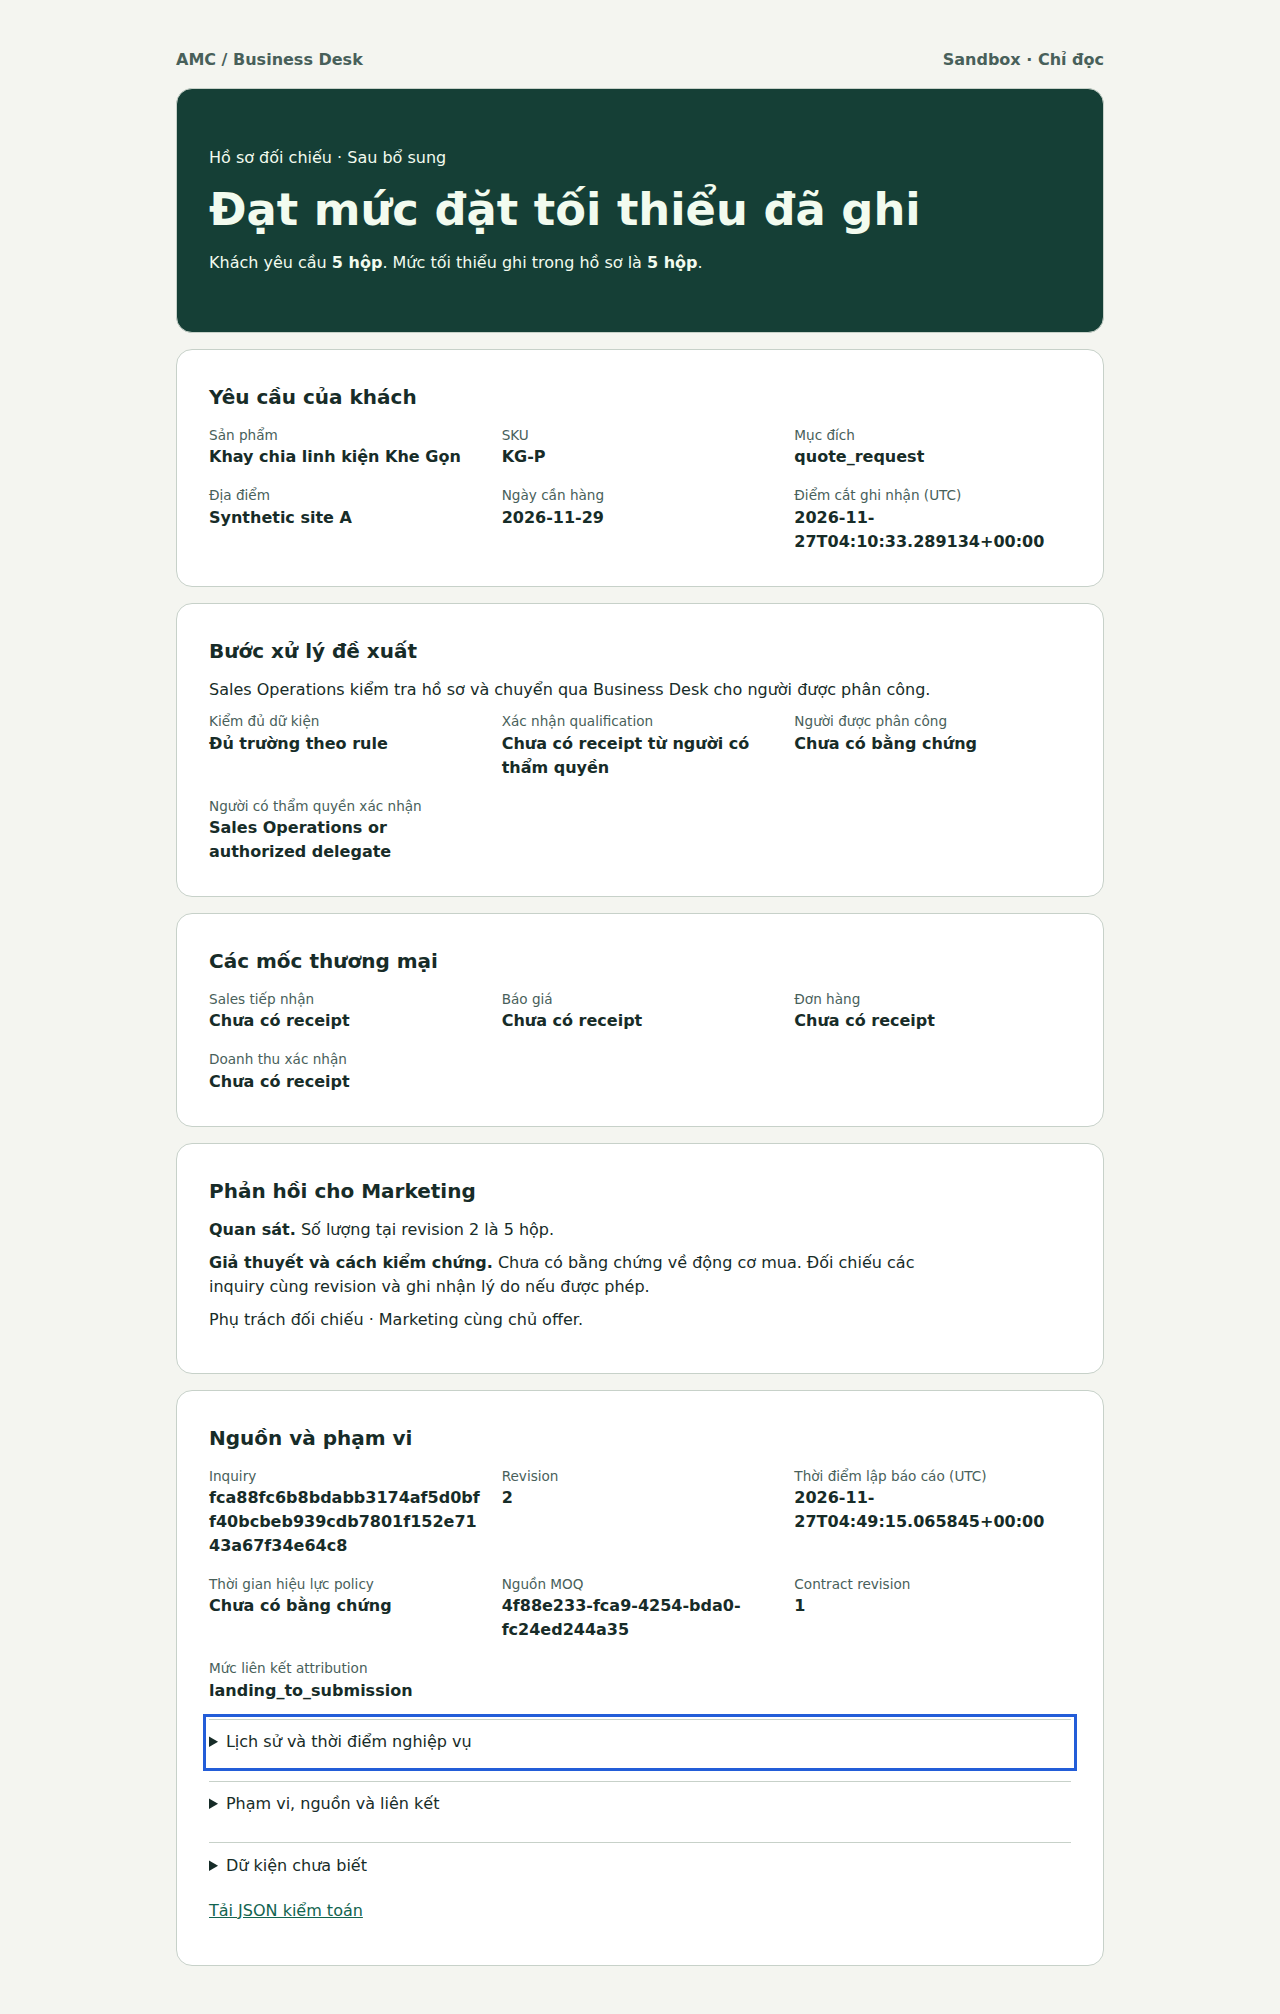 AMC / Business Desk
Sandbox · Chỉ đọc
Hồ sơ đối chiếu · Sau bổ sung
Đạt mức đặt tối thiểu đã ghi
Khách yêu cầu 5 hộp. Mức tối thiểu ghi trong hồ sơ là 5 hộp.
Yêu cầu của khách
Sản phẩm
Khay chia linh kiện Khe Gọn
SKU
KG-P
Mục đích
quote_request
Địa điểm
Synthetic site A
Ngày cần hàng
2026-11-29
Điểm cắt ghi nhận (UTC)
2026-11-
27T04:10:33.289134+00:00
Bước xử lý đề xuất
Sales Operations kiểm tra hồ sơ và chuyển qua Business Desk cho người được phân công.
Kiểm đủ dữ kiện
Đủ trường theo rule
Xác nhận qualification
Chưa có receipt từ người có
thẩm quyền
Người được phân công
Chưa có bằng chứng
Người có thẩm quyền xác nhận
Sales Operations or
authorized delegate
Các mốc thương mại
Sales tiếp nhận
Chưa có receipt
Báo giá
Chưa có receipt
Đơn hàng
Chưa có receipt
Doanh thu xác nhận
Chưa có receipt
Phản hồi cho Marketing
Quan sát. Số lượng tại revision 2 là 5 hộp.
Giả thuyết và cách kiểm chứng. Chưa có bằng chứng về động cơ mua. Đối chiếu các
inquiry cùng revision và ghi nhận lý do nếu được phép.
Phụ trách đối chiếu · Marketing cùng chủ offer.
Nguồn và phạm vi
Inquiry
fca88fc6b8bdabb3174af5d0bf
f40bcbeb939cdb7801f152e71
43a67f34e64c8
Revision
2
Thời điểm lập báo cáo (UTC)
2026-11-
27T04:49:15.065845+00:00
Thời gian hiệu lực policy
Chưa có bằng chứng
Nguồn MOQ
4f88e233-fca9-4254-bda0-
fc24ed244a35
Contract revision
1
Mức liên kết attribution
landing_to_submission
Lịch sử và thời điểm nghiệp vụ
Phạm vi, nguồn và liên kết
Dữ kiện chưa biết
Tải JSON kiểm toán